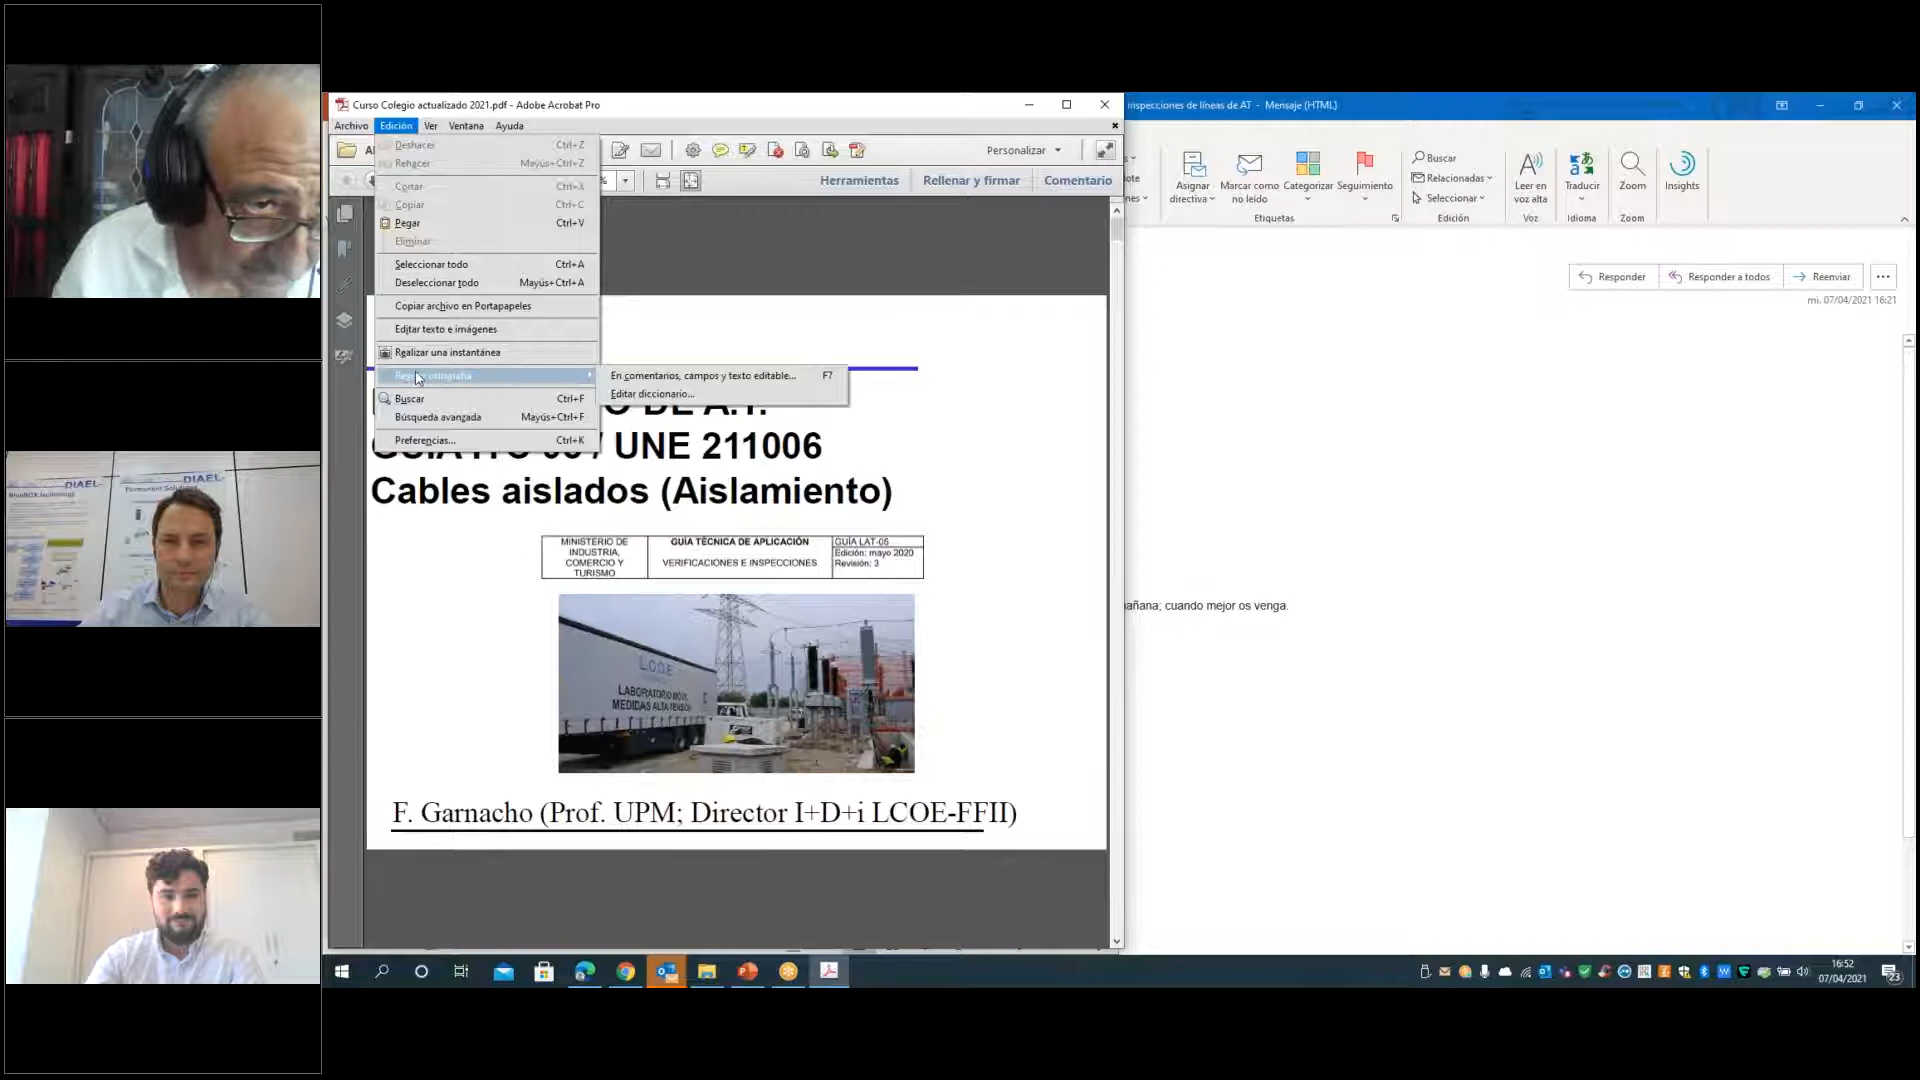 DIAEL
DIAEL
Curso Colegio actualizado 2021.pdf - Adobe Acrobat Pro
Archivo Edición Ver Ventana Ayuda
Personalizar
Herramientas Rellenar y firmar Comentario
Deshacer Ctrl+Z
Rehacer Mayús+Ctrl+Z
Cortar Ctrl+X
Copiar Ctrl+C
Pegar Ctrl+V
Eliminar
Seleccionar todo Ctrl+A
Deseleccionar todo Mayús+Ctrl+A
Copiar archivo en Portapapeles
Editar texto e imágenes
Realizar una instantánea
En comentarios, campos y texto editable... F7
Editar diccionario...
Buscar Ctrl+F
Búsqueda avanzada Mayús+Ctrl+F
Preferencias... Ctrl+K
/ UNE 211006
Cables aislados (Aislamiento)
MINISTERIO DE INDUSTRIA, COMERCIO Y TURISMO
GUÍA TÉCNICA DE APLICACIÓN
VERIFICACIONES E INSPECCIONES
GUÍA LAT-05
Edición: mayo 2020
Revisión: 3
L.C.O.E.
LABORATORIO MÓVIL
MEDIDAS ALTA TENSIÓN
F. Garnacho (Prof. UPM; Director I+D+i LCOE-FFII)
inspecciones de líneas de AT - Mensaje (HTML)
Asignar directiva
Marcar como no leído
Categorizar
Seguimiento
Etiquetas
Buscar
Relacionadas
Seleccionar
Edición
Leer en voz alta
Voz
Traducir
Idioma
Zoom
Zoom
Insights
Responder Responder a todos Reenviar
mi. 07/04/2021 16:21
cuando mejor os venga.
16:52
07/04/2021
23